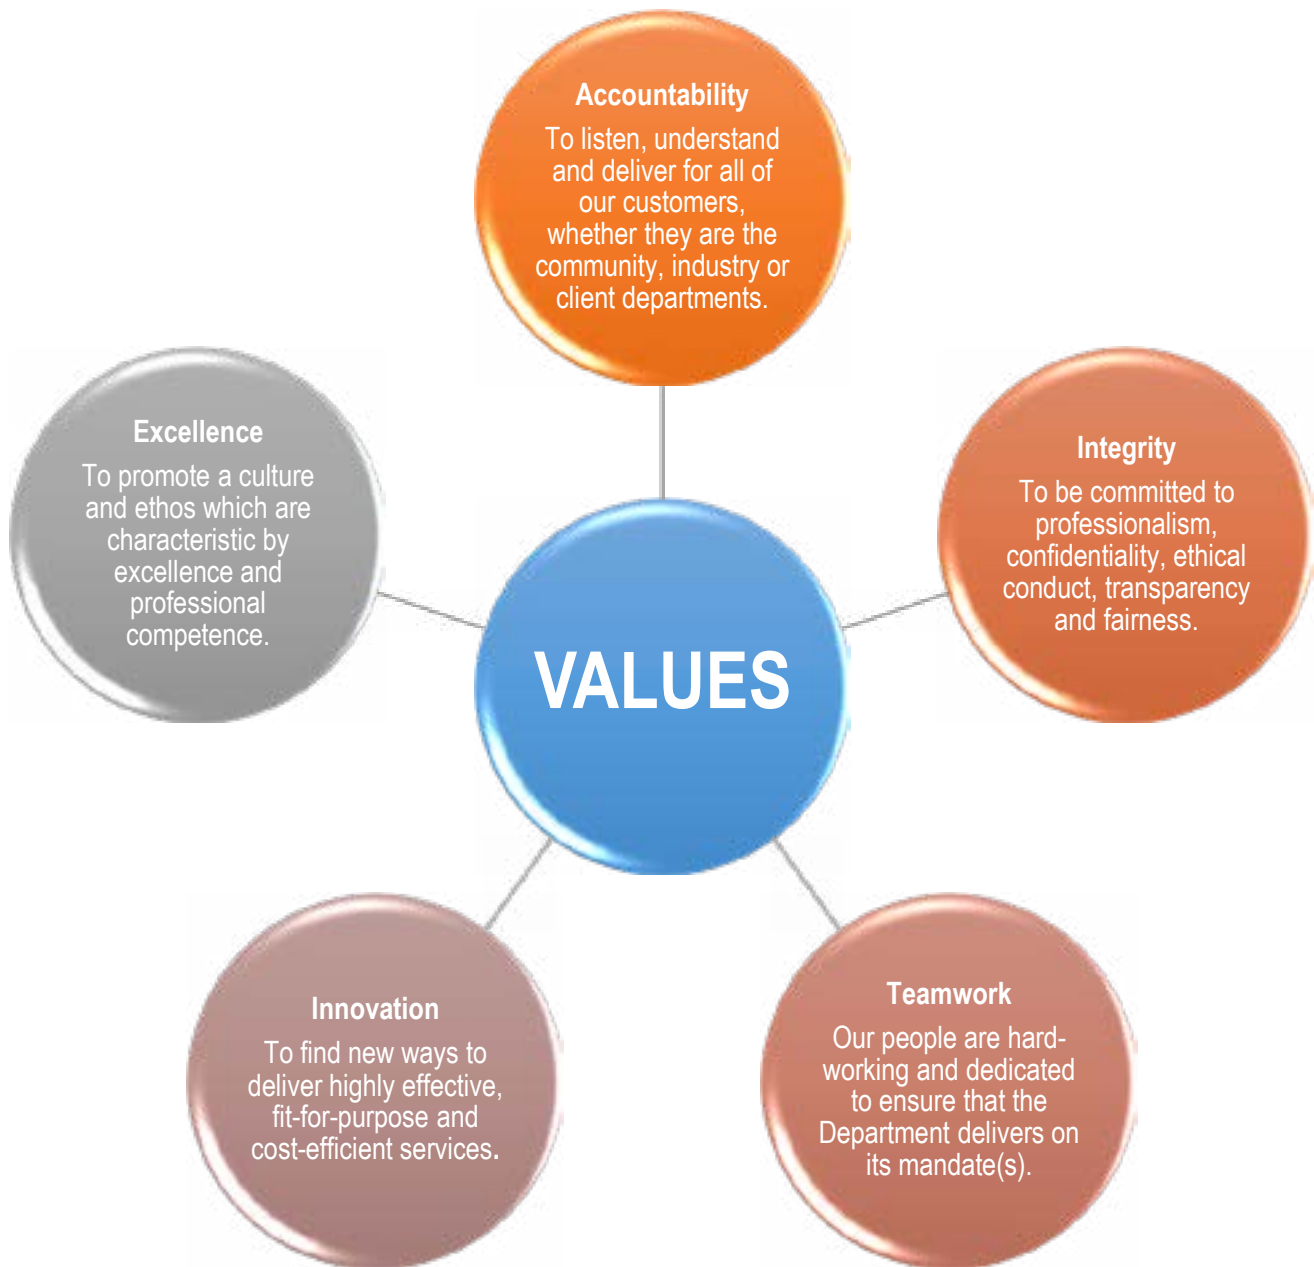 Accountability
To listen, understand
and deliver for all of
our customers,
whether they are the
community, industry or
client departments.
Excellence
To promote a culture
and ethos which are
characteristic by
excellence and
professional
competence.
Integrity
To be committed to
professionalism,
confidentiality, ethical
conduct, transparency
and fairness.
VALUES
Innovation
To find new ways to
deliver highly effective,
fit-for-purpose and
cost-efficient services.
Teamwork
Our people are hard-
working and dedicated
to ensure that the
Department delivers on
its mandate(s).